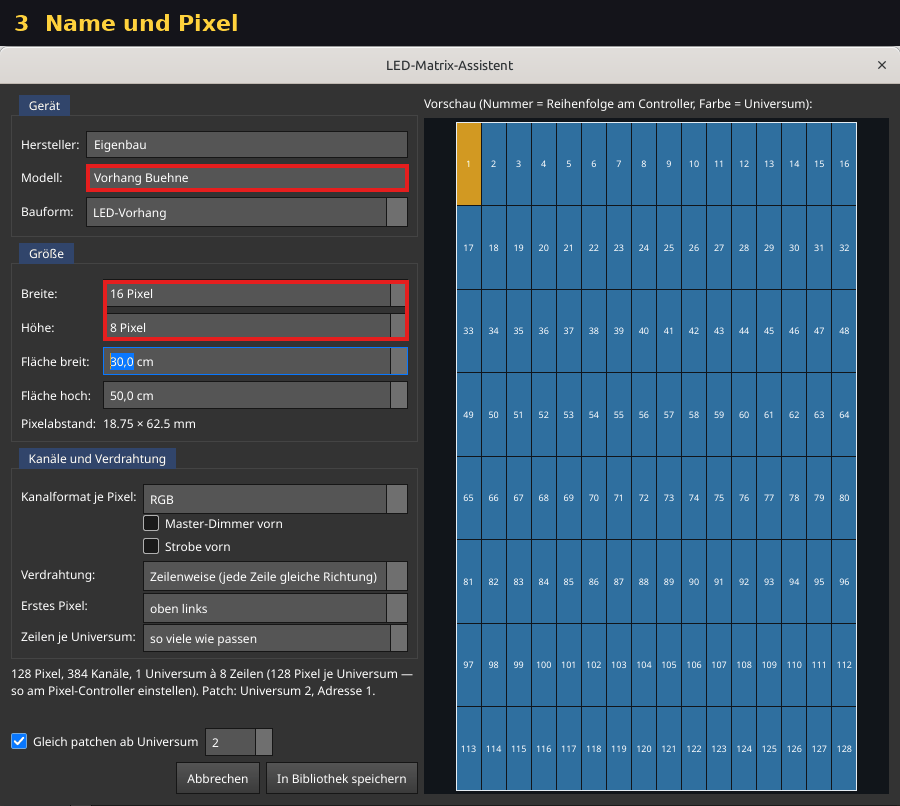 3 Name und Pixel
LED-Matrix-Assistent
×
Gerät
Hersteller: Eigenbau
Modell: Vorhang Buehne
Bauform: LED-Vorhang
Größe
Breite: 16 Pixel
Höhe: 8 Pixel
Fläche breit: 30,0 cm
Fläche hoch: 50,0 cm
Pixelabstand: 18.75 × 62.5 mm
Kanäle und Verdrahtung
Kanalformat je Pixel: RGB
Master-Dimmer vorn
Strobe vorn
Verdrahtung: Zeilenweise (jede Zeile gleiche Richtung)
Erstes Pixel: oben links
Zeilen je Universum: so viele wie passen
128 Pixel, 384 Kanäle, 1 Universum à 8 Zeilen (128 Pixel je Universum —
so am Pixel-Controller einstellen). Patch: Universum 2, Adresse 1.
Gleich patchen ab Universum 2
Abbrechen In Bibliothek speichern
Vorschau (Nummer = Reihenfolge am Controller, Farbe = Universum):
1 2 3 4 5 6 7 8 9 10 11 12 13 14 15 16
17 18 19 20 21 22 23 24 25 26 27 28 29 30 31 32
33 34 35 36 37 38 39 40 41 42 43 44 45 46 47 48
49 50 51 52 53 54 55 56 57 58 59 60 61 62 63 64
65 66 67 68 69 70 71 72 73 74 75 76 77 78 79 80
81 82 83 84 85 86 87 88 89 90 91 92 93 94 95 96
97 98 99 100 101 102 103 104 105 106 107 108 109 110 111 112
113 114 115 116 117 118 119 120 121 122 123 124 125 126 127 128